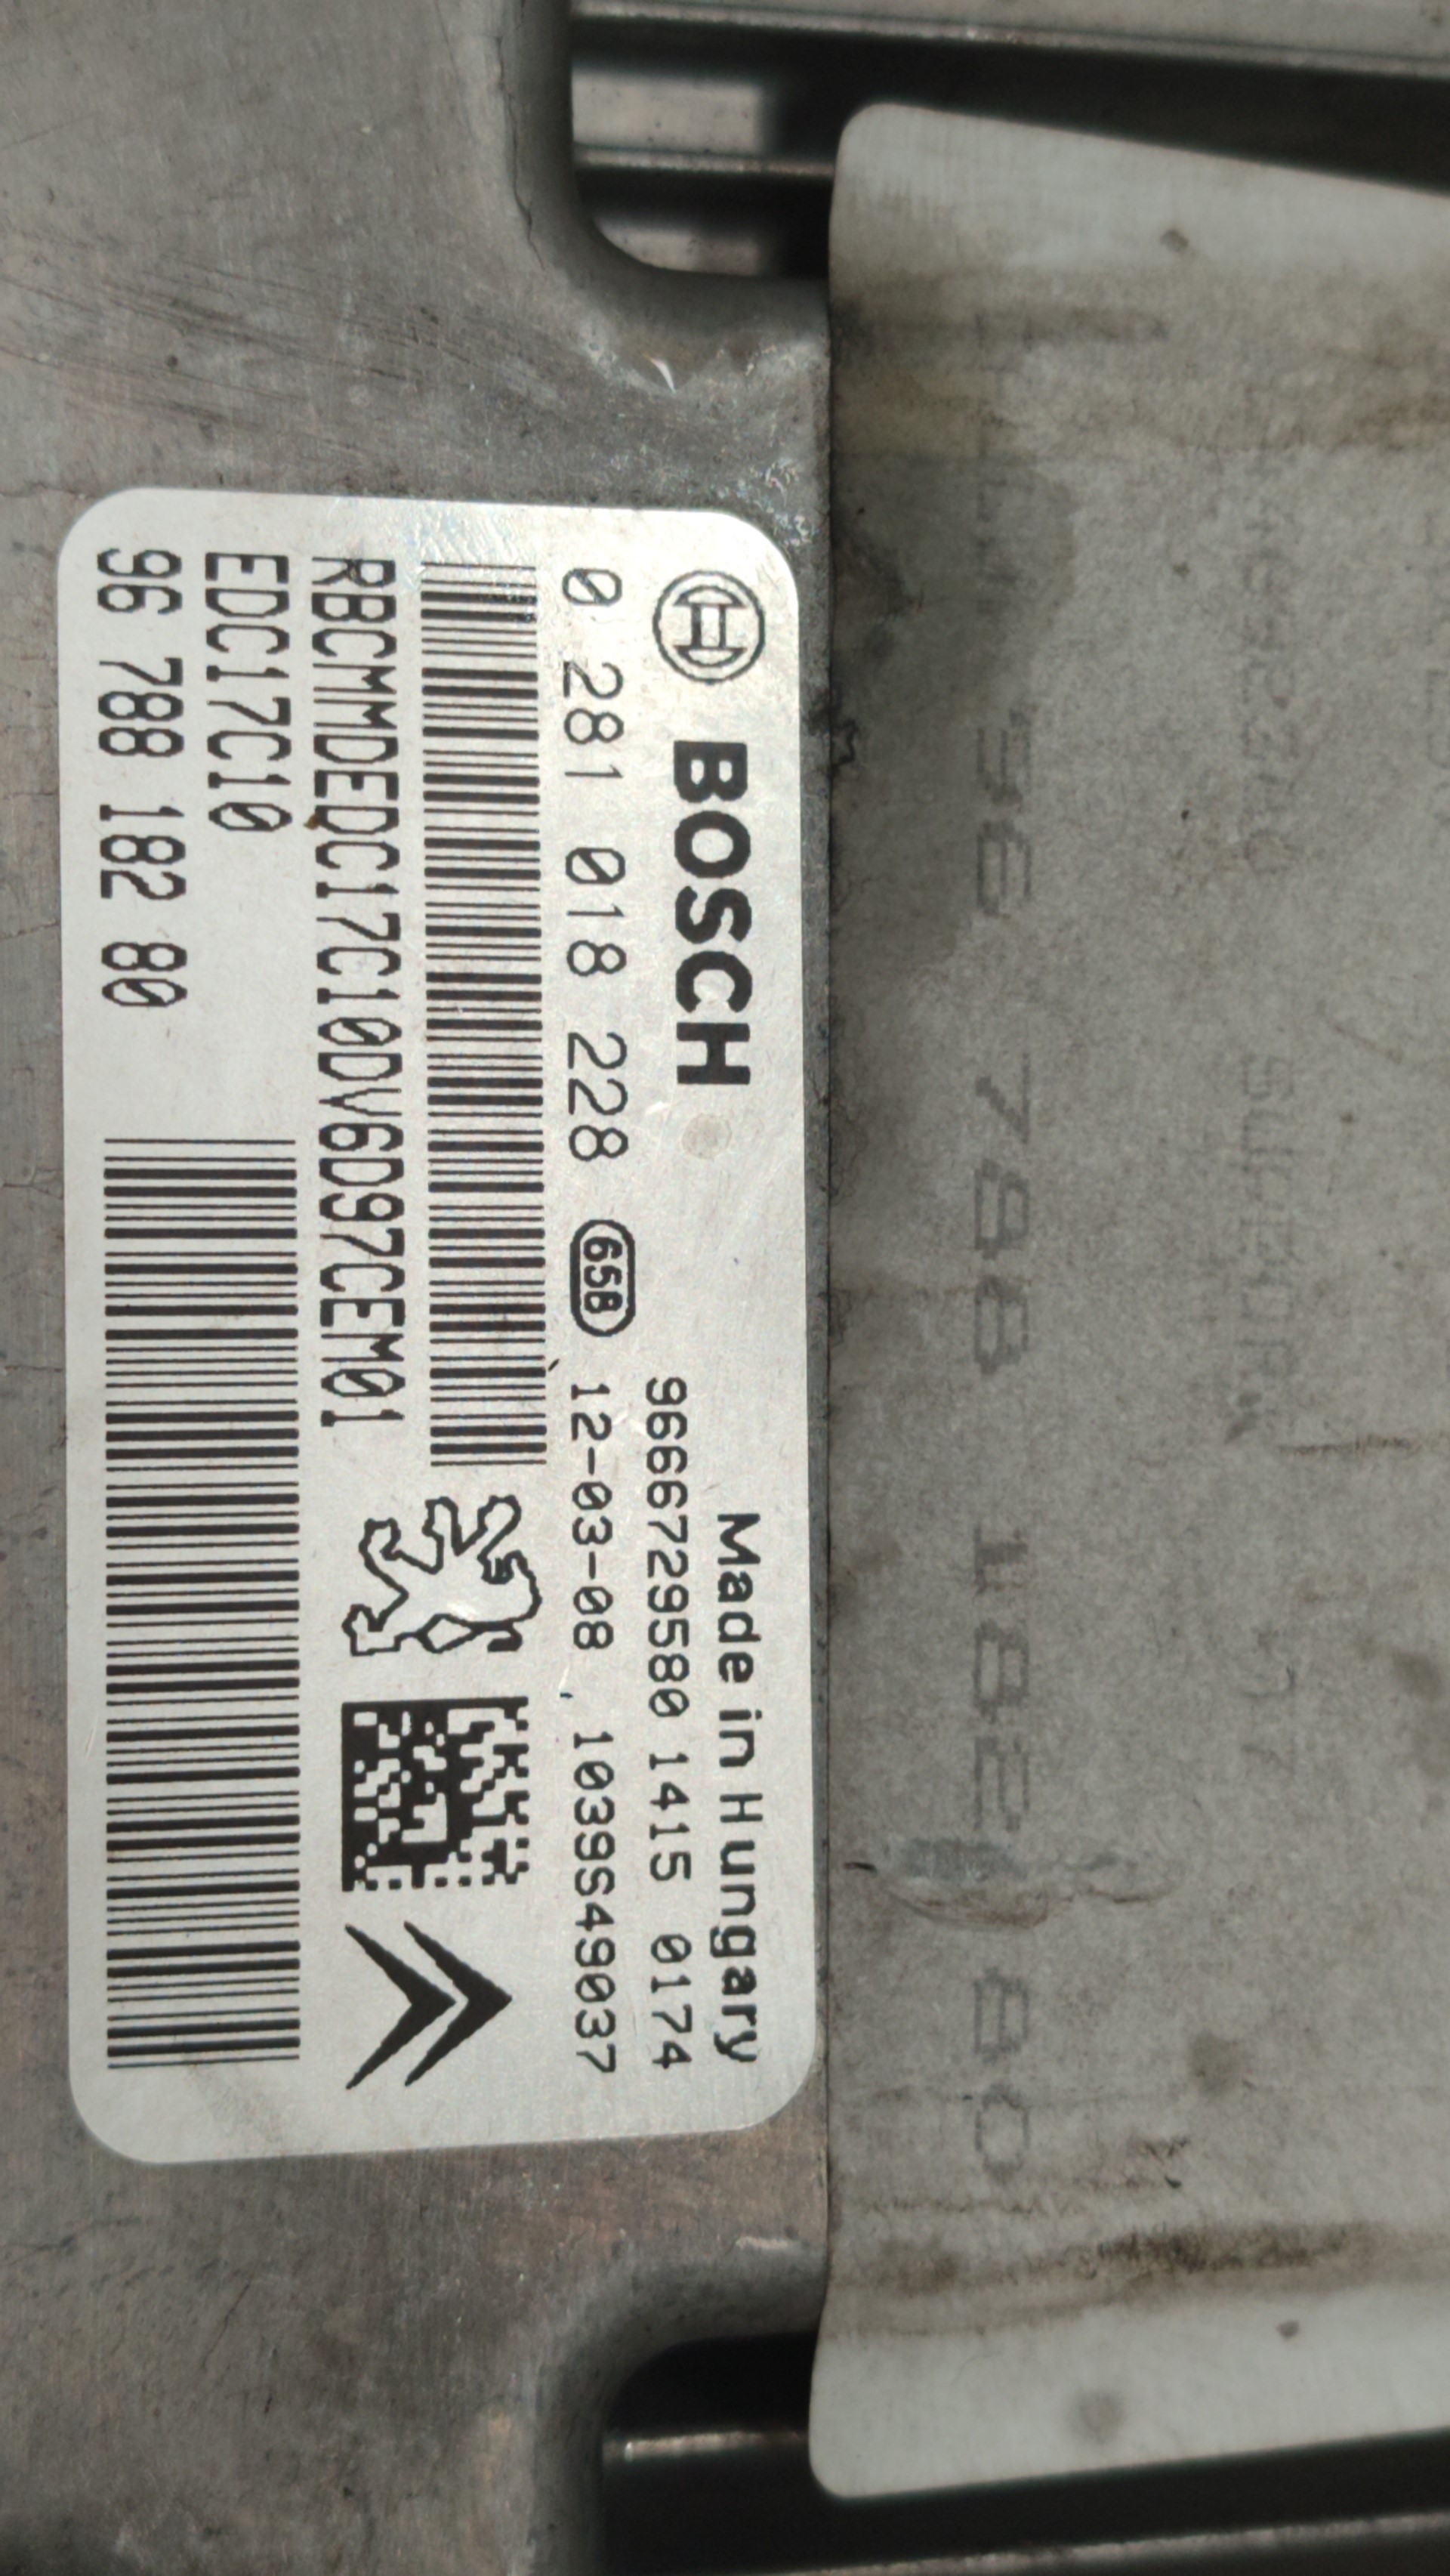 BOSCH
Made in Hungary
9666729580 1415 0174
0 281 018 228
65B
12-03-08
1039S49037
RBCMMDEDC17C10DV6D97CEM01
EDC17C10
96 788 182 80
96 788 182 80